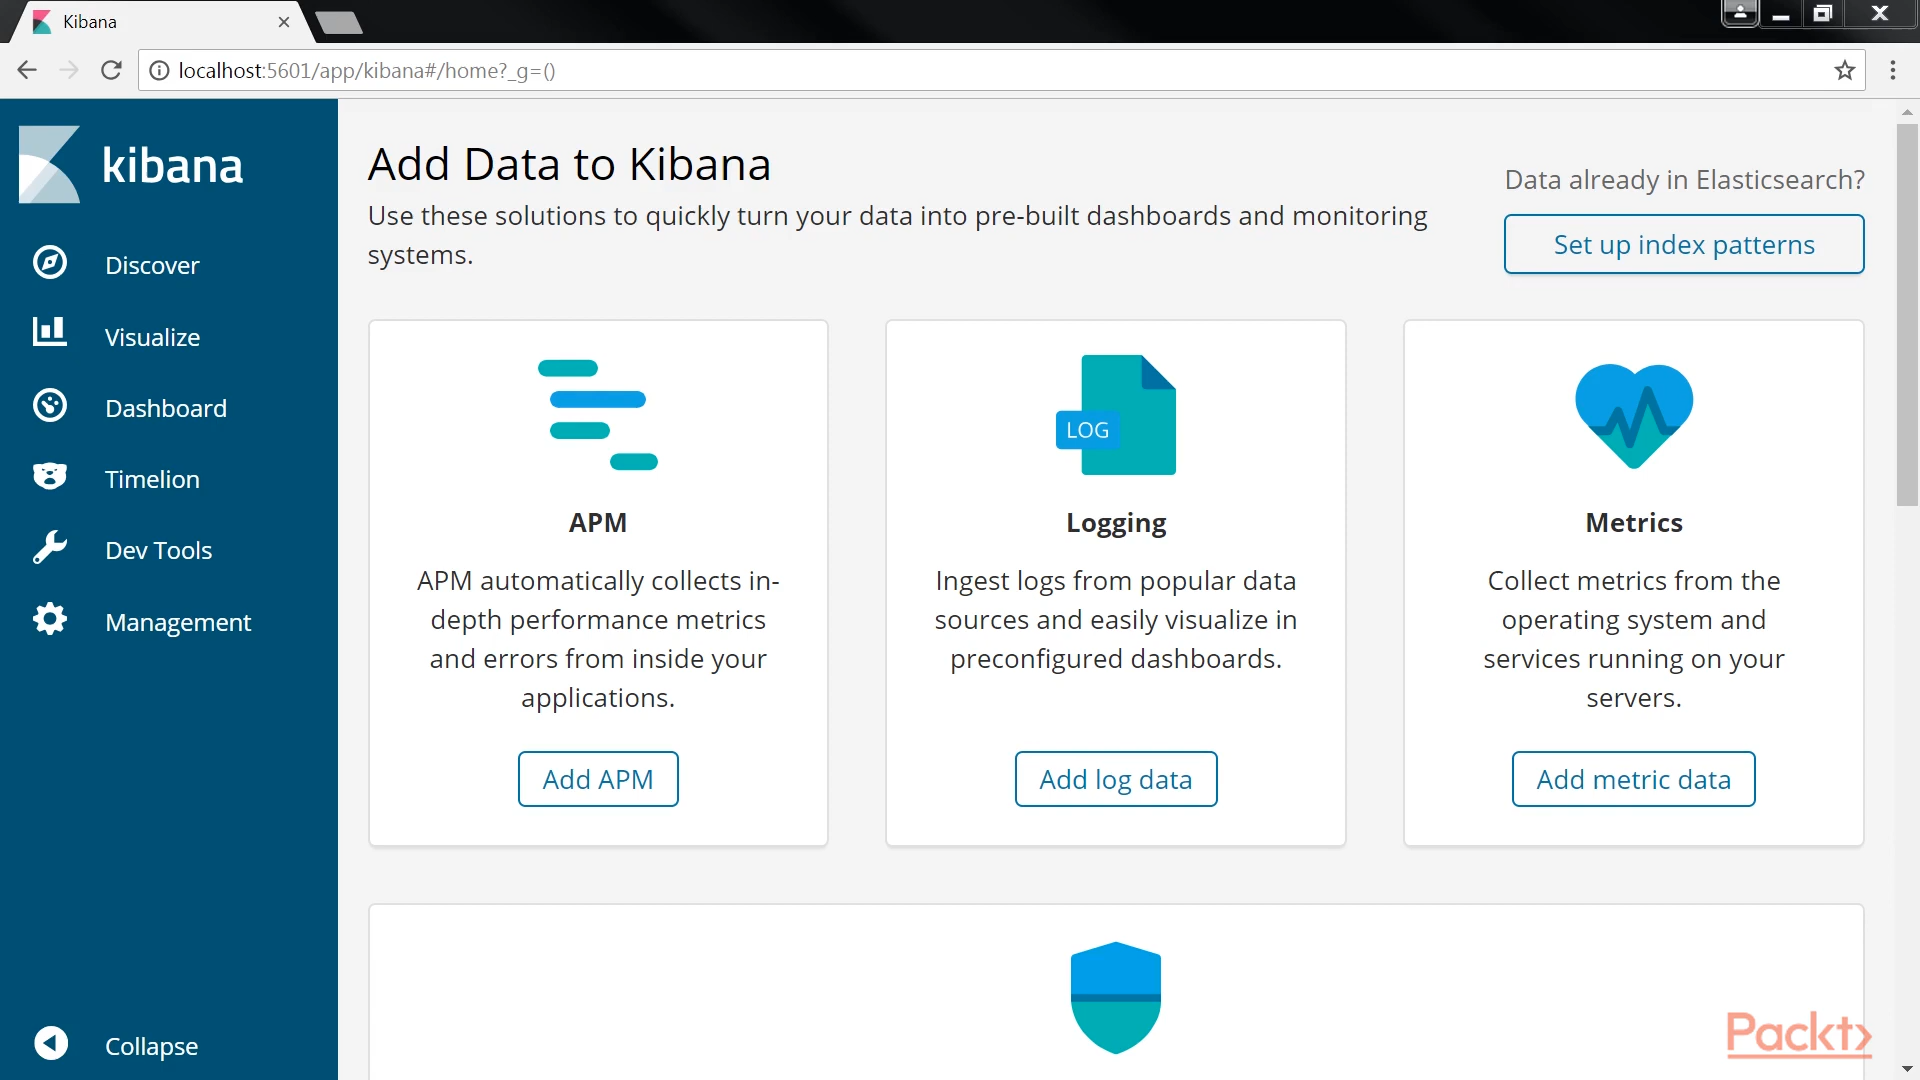 Kibana
localhost:5601/app/kibana#/home?_g=()
kibana
Discover
Visualize
Dashboard
Timelion
Dev Tools
Management
Collapse
Add Data to Kibana
Use these solutions to quickly turn your data into pre-built dashboards and monitoring
systems.
Data already in Elasticsearch?
Set up index patterns
APM
APM automatically collects in-
depth performance metrics
and errors from inside your
applications.
Add APM
LOG
Logging
Ingest logs from popular data
sources and easily visualize in
preconfigured dashboards.
Add log data
Metrics
Collect metrics from the
operating system and
services running on your
servers.
Add metric data
Packt>